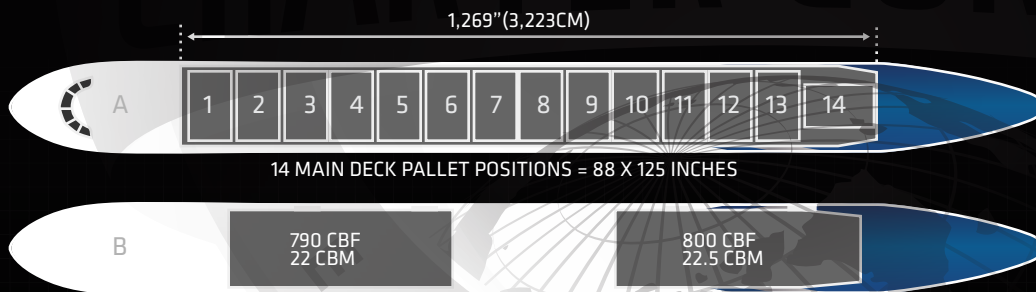 1,269”(3,223CM)
A
1 2 3 4 5 6 7 8 9 10 11 12 13 14
14 MAIN DECK PALLET POSITIONS = 88 X 125 INCHES
B
790 CBF
22 CBM
800 CBF
22.5 CBM